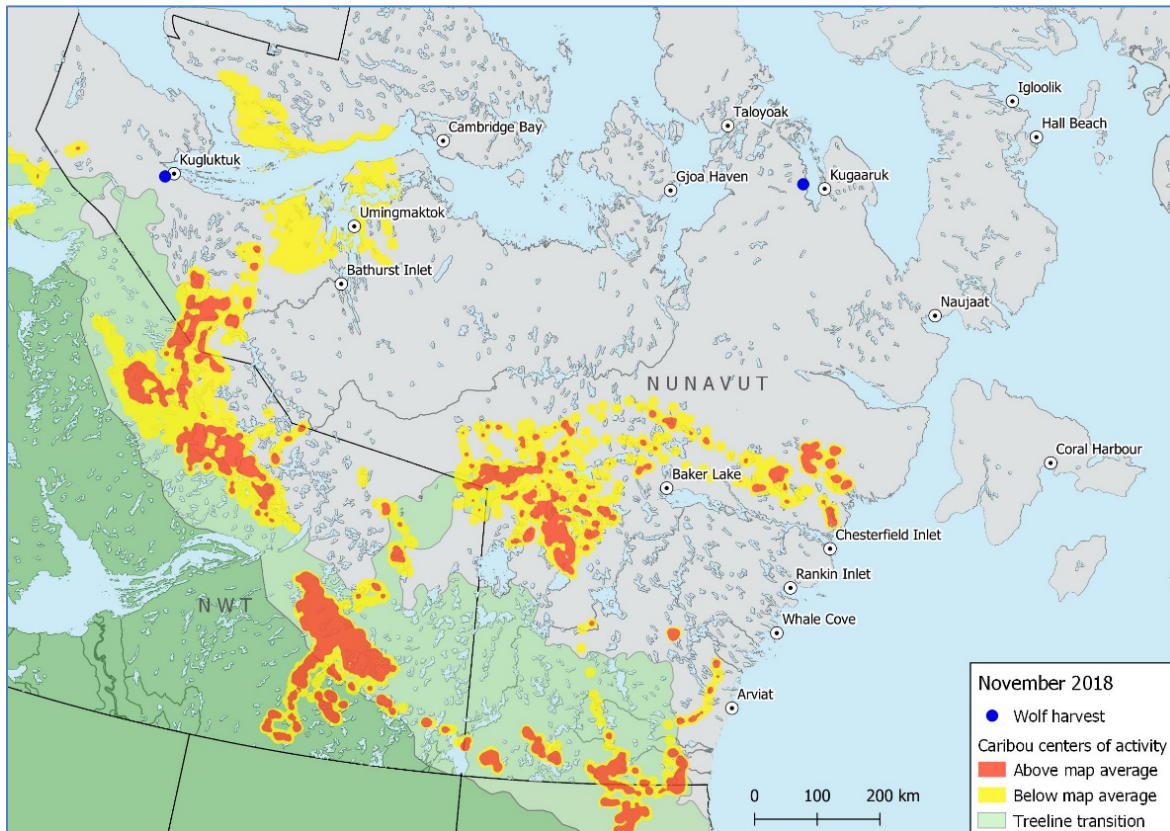 Igloolik
Taloyoak
Hall Beach
Cambridge Bay
Kugluktuk
Gjoa Haven
Kugaaruk
Umingmaktok
Bathurst Inlet
Naujaat
NUNAVUT
Coral Harbour
Baker Lake
Chesterfield Inlet
Rankin Inlet
NWT
Whale Cove
Arviat
November 2018
Wolf harvest
Caribou centers of activity
Above map average
Below map average
Treeline transition
0 100 200 km